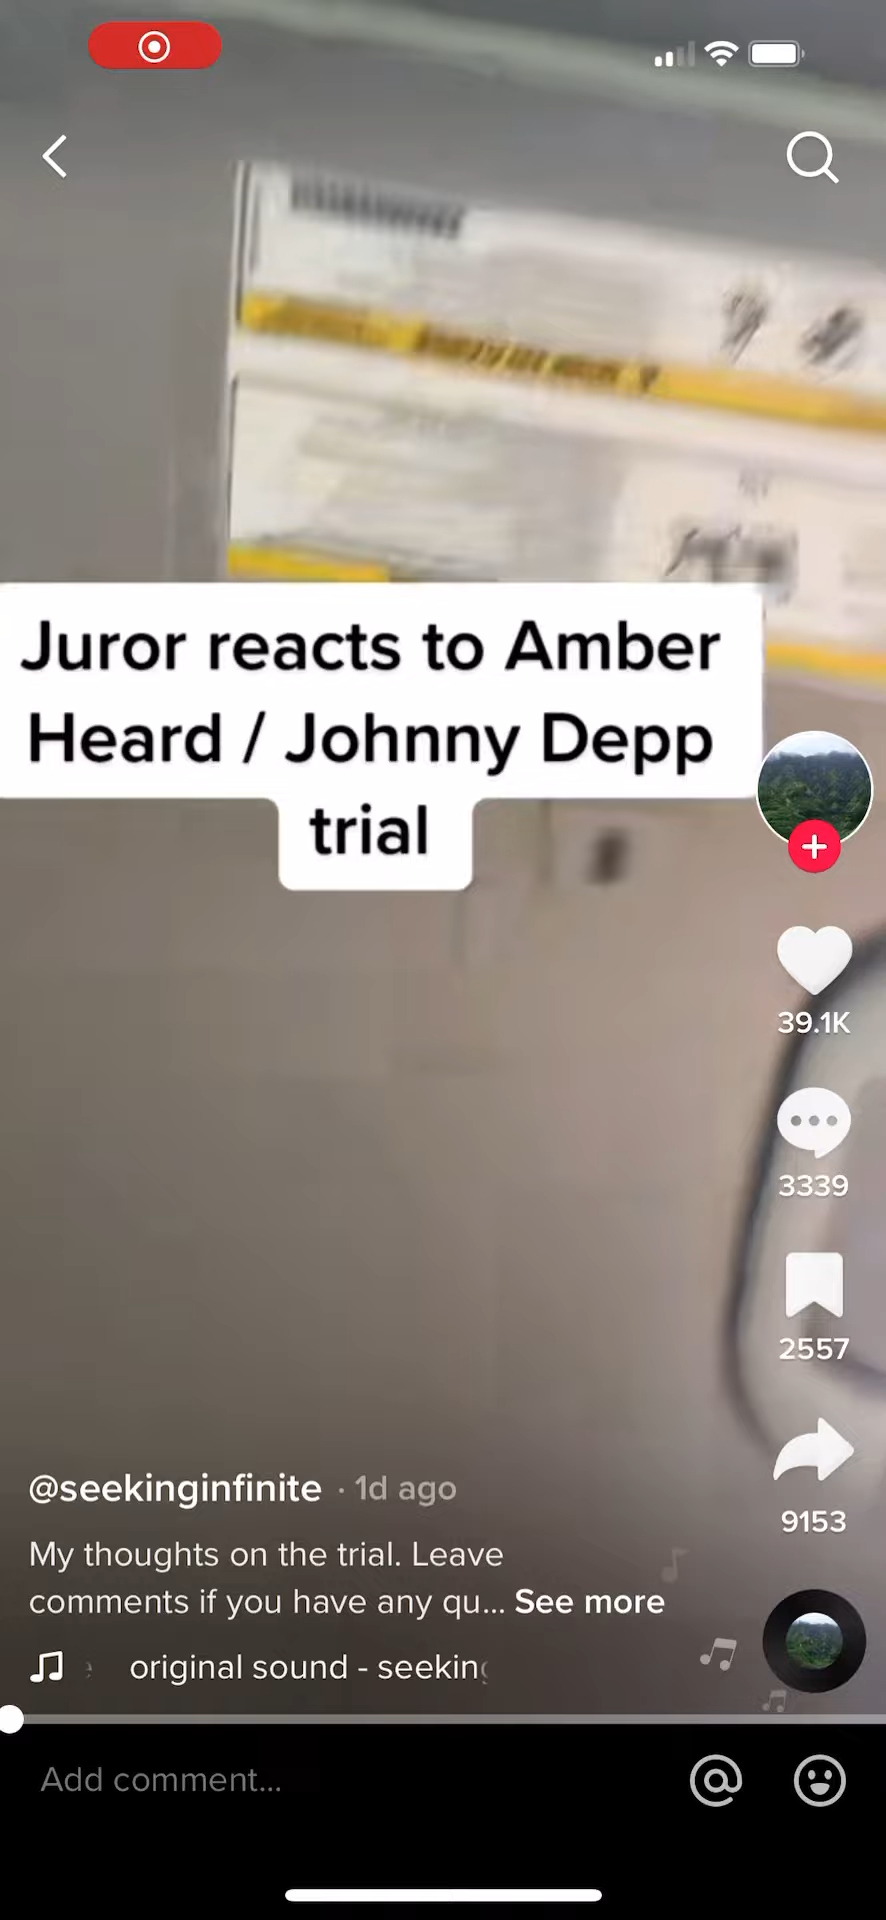 Juror reacts to Amber
Heard / Johnny Depp
trial
39.1K
3339
2557
9153
@seekinginfinite · 1d ago
My thoughts on the trial. Leave
comments if you have any qu... See more
original sound - seekin
Add comment...